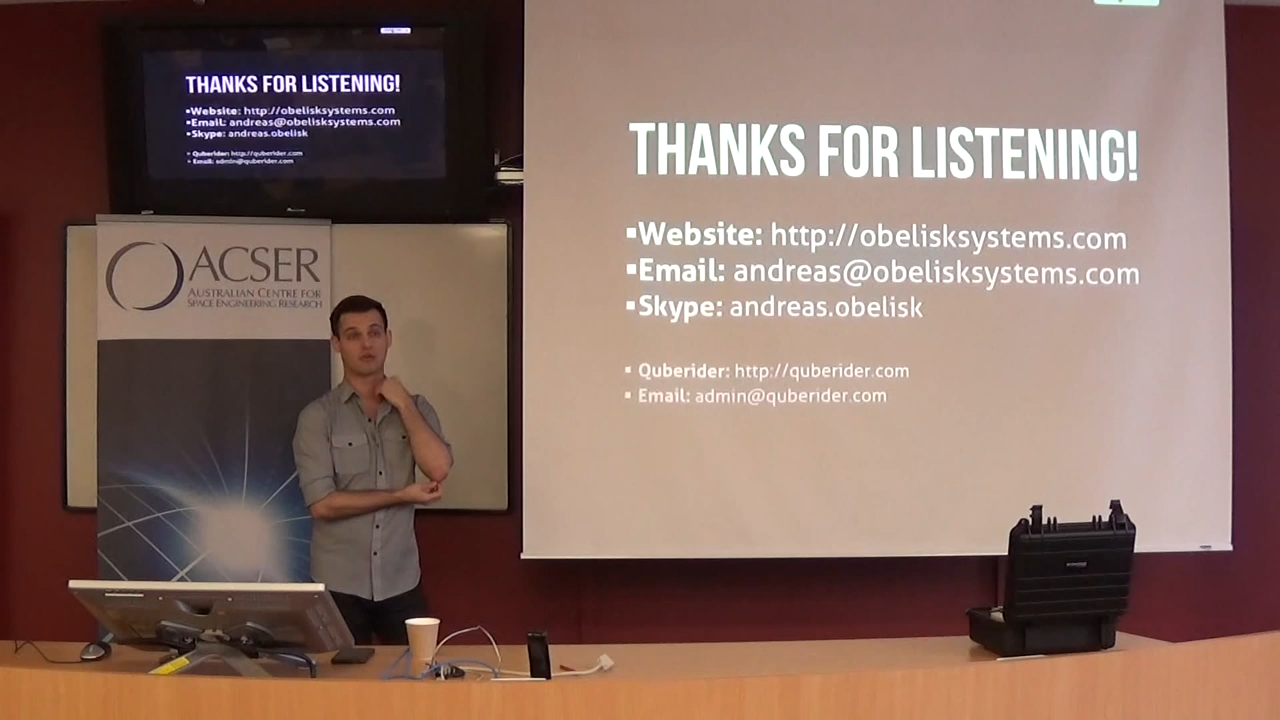 THANKS FOR LISTENING!
▪Website: http://obelisksystems.com
▪Email: andreas@obelisksystems.com
▪Skype: andreas.obelisk
▪ Quberider: http://quberider.com
▪ Email: admin@quberider.com
ACSER
AUSTRALIAN CENTRE FOR
SPACE ENGINEERING RESEARCH
THANKS FOR LISTENING!
▪Website: http://obelisksystems.com
▪Email: andreas@obelisksystems.com
▪Skype: andreas.obelisk
▪ Quberider: http://quberider.com
▪ Email: admin@quberider.com